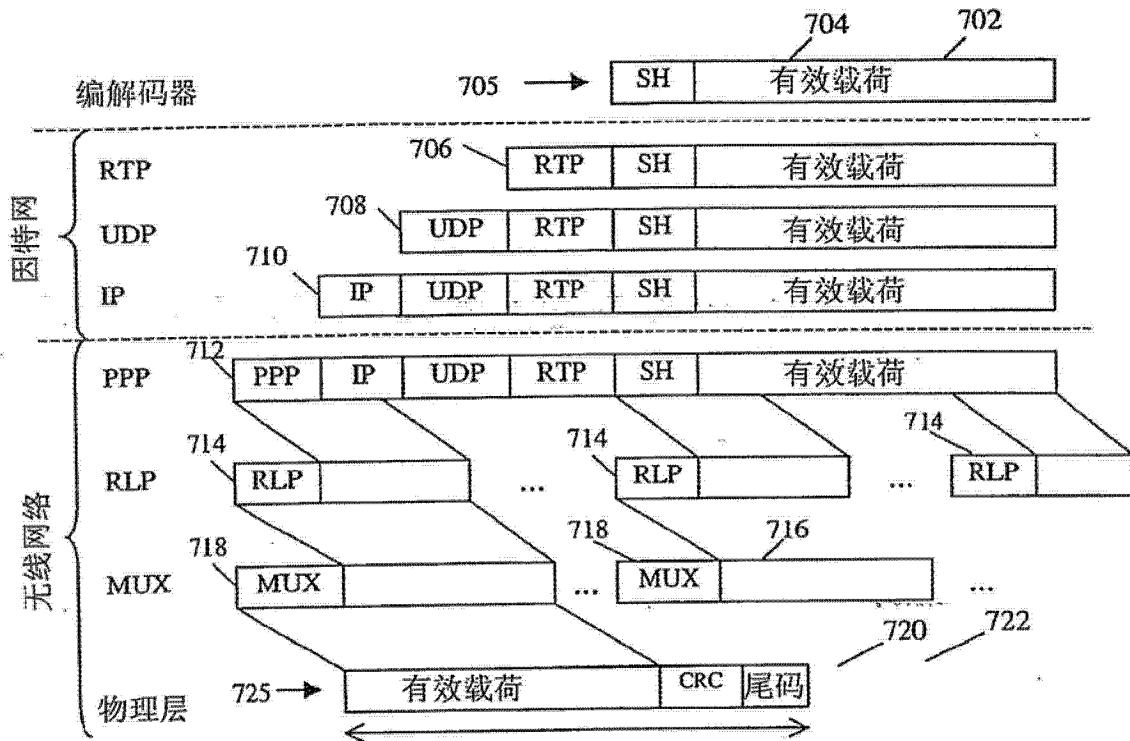 704 702
编解码器 705 SH 有效载荷
因特网
RTP 706 RTP SH 有效载荷
UDP 708 UDP RTP SH 有效载荷
IP 710 IP UDP RTP SH 有效载荷
无线网络
PPP 712 PPP IP UDP RTP SH 有效载荷
RLP 714 RLP ... 714 RLP ... 714 RLP
MUX 718 MUX ... 718 MUX 716 ...
720 722
物理层 725 有效载荷 CRC 尾码